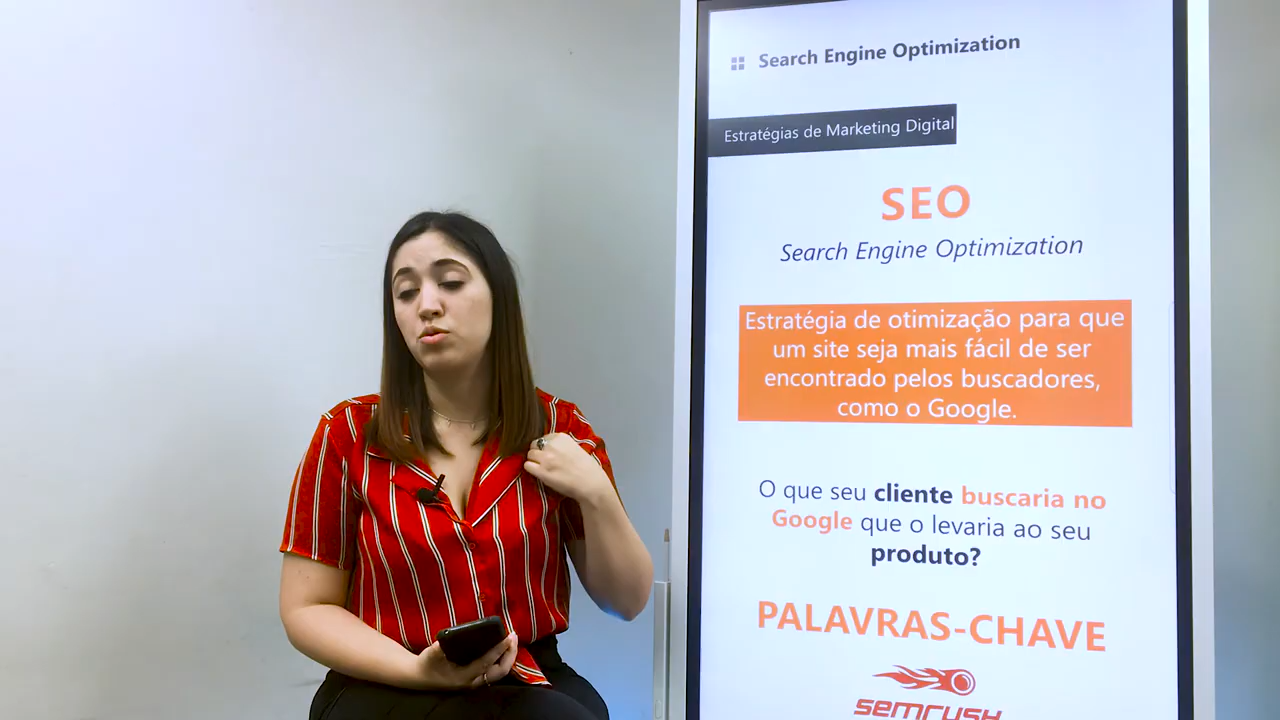 Search Engine Optimization
Estratégias de Marketing Digital
SEO
Search Engine Optimization
Estratégia de otimização para que
um site seja mais fácil de ser
encontrado pelos buscadores,
como o Google.
O que seu cliente buscaria no
Google que o levaria ao seu
produto?
PALAVRAS-CHAVE
semrush